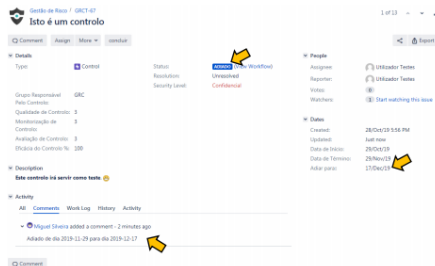 Gestão de Risco / GRCT-67
Isto é um controlo
1 of 13
Comment Assign More concluir
Export
Details
Type: Control
Status: ADIADO (View Workflow)
Resolution: Unresolved
Security Level: Confidencial
Grupo Responsável Pelo Controlo: GRC
Qualidade de Controlo: 5
Monitorização de Controlo: 3
Avaliação de Controlo: 3
Eficácia do Controlo %: 100
Description
Este controlo irá servir como teste.
Activity
All Comments Work Log History Activity
Miguel Silveira added a comment - 2 minutes ago
Adiado de dia 2019-11-29 para dia 2019-12-17
Comment
People
Assignee: Utilizador Testes
Reporter: Utilizador Testes
Votes: 0
Watchers: Start watching this issue
Dates
Created: 28/Oct/19 5:56 PM
Updated: Just now
Data de Início: 28/Oct/19
Data de Término: 29/Nov/19
Adiar para: 17/Dec/19